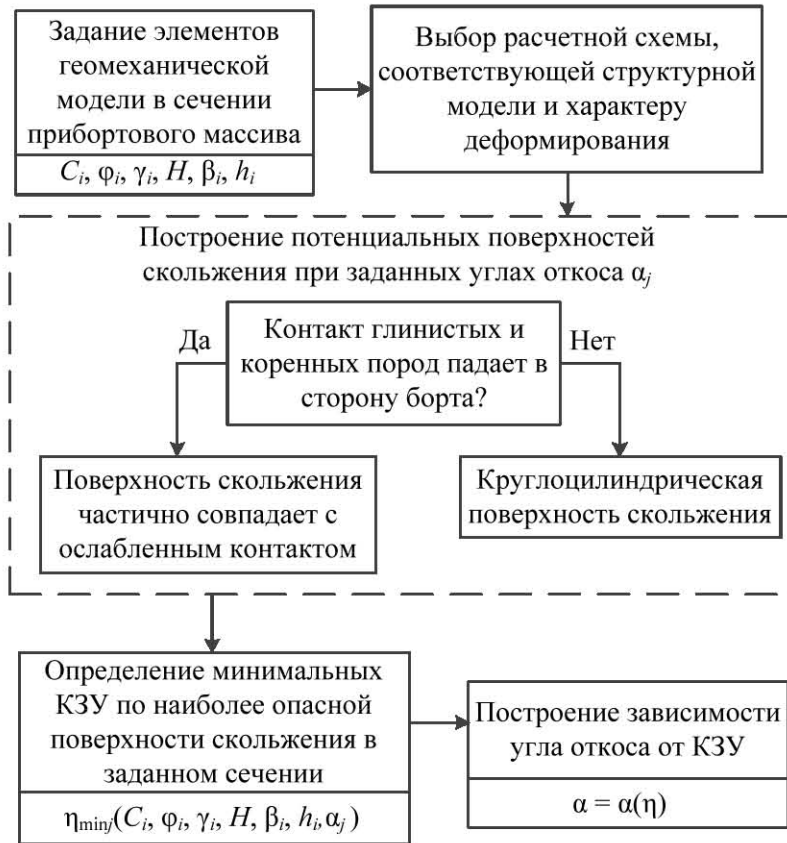 Задание элементов
геомеханической
модели в сечении
прибортового массива
Cᵢ, φᵢ, γᵢ, H, βᵢ, hᵢ
Выбор расчетной схемы,
соответствующей структурной
модели и характеру
деформирования
Построение потенциальных поверхностей
скольжения при заданных углах откоса αⱼ
Контакт глинистых и
коренных пород падает в
сторону борта?
Да
Нет
Поверхность скольжения
частично совпадает с
ослабленным контактом
Круглоцилиндрическая
поверхность скольжения
Определение минимальных
КЗУ по наиболее опасной
поверхности скольжения в
заданном сечении
ηminj(Cᵢ, φᵢ, γᵢ, H, βᵢ, hᵢ,αⱼ )
Построение зависимости
угла откоса от КЗУ
α = α(η)